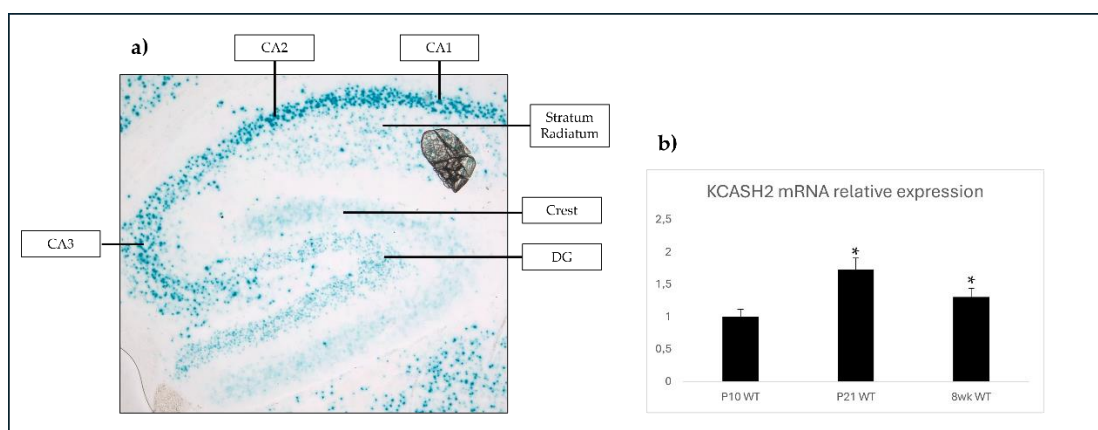 a)
CA2
CA1
Stratum
Radiatum
Crest
DG
CA3
b)
KCASH2 mRNA relative expression
2,5
2
1,5
1
0,5
0
*
*
P10 WT
P21 WT
8wk WT